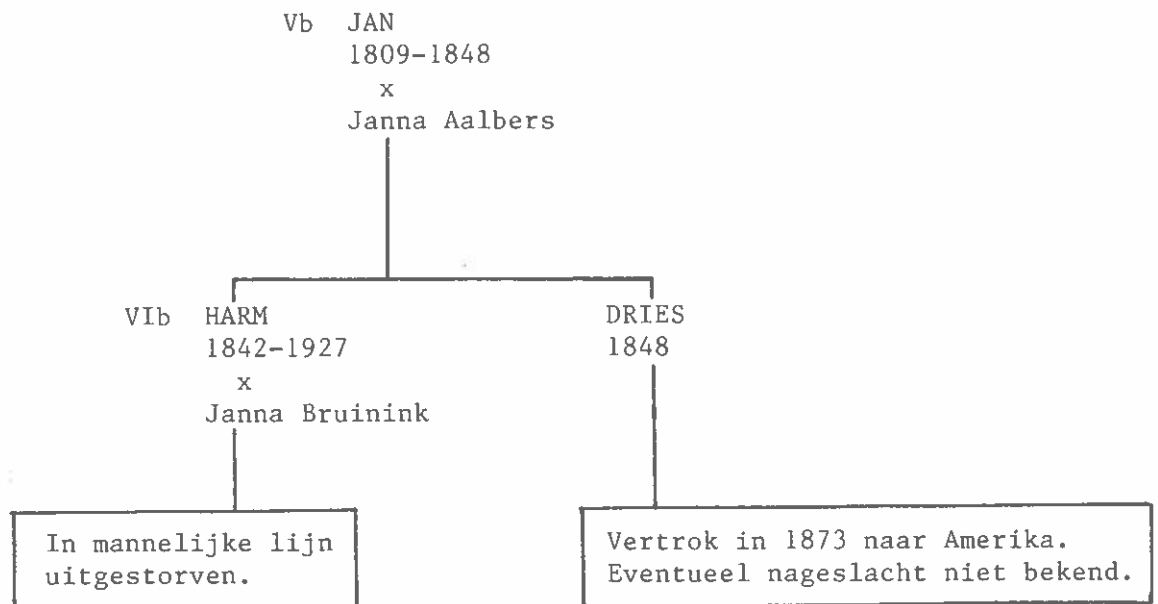 Vb JAN
1809-1848
x
Janna Aalbers
VIb HARM
1842-1927
x
Janna Bruinink
DRIES
1848
In mannelijke lijn
uitgestorven.
Vertrok in 1873 naar Amerika.
Eventueel nageslacht niet bekend.